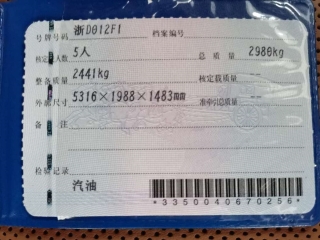 号牌号码 浙D012F1 档案编号
核定载人数 5人 总质量 2980kg
整备质量 2441kg 核定载质量 --
外廓尺寸 5316×1988×1483mm 准牵引总质量 --
备注
检验记录
汽油
*3350040670256*